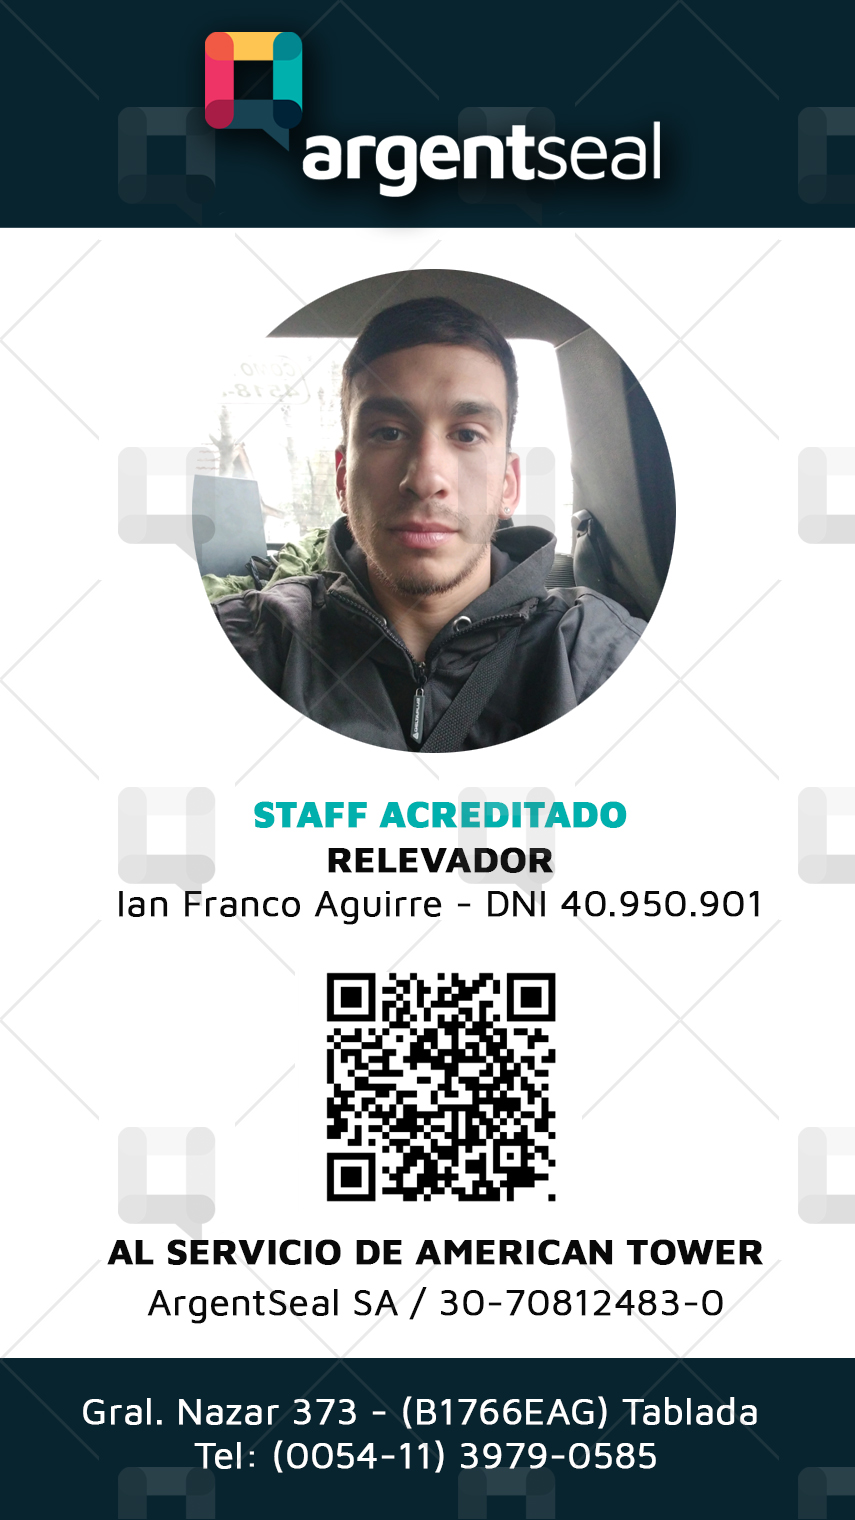 argentseal
STAFF ACREDITADO
RELEVADOR
Ian Franco Aguirre - DNI 40.950.901
AL SERVICIO DE AMERICAN TOWER
ArgentSeal SA / 30-70812483-0
Gral. Nazar 373 - (B1766EAG) Tablada
Tel: (0054-11) 3979-0585